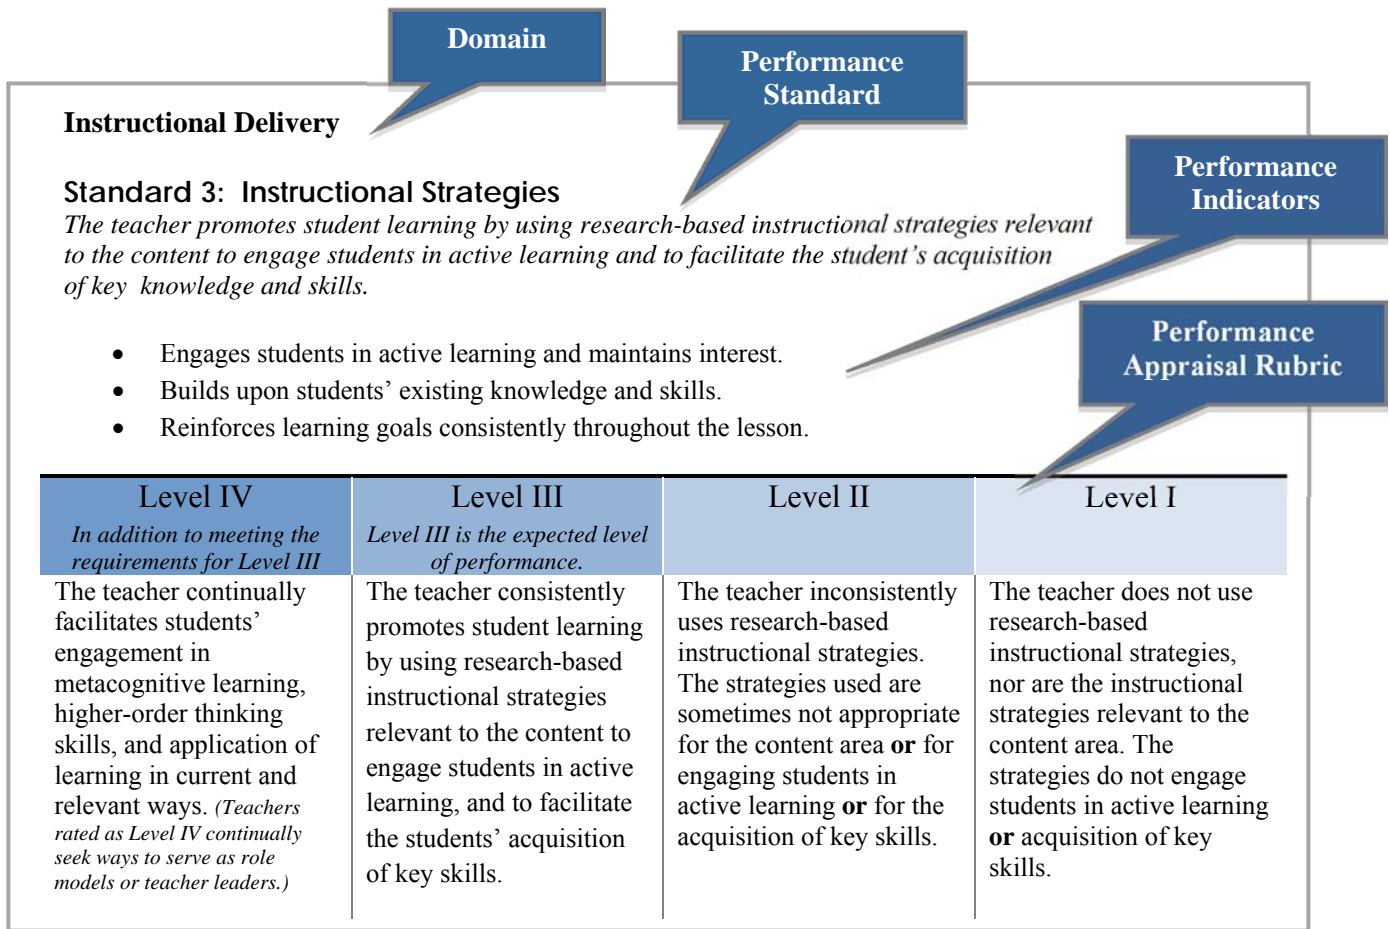 Domain
Performance
Standard
Instructional Delivery
Performance
Indicators
Standard 3:  Instructional Strategies
The teacher promotes student learning by using research-based instructional strategies relevant
to the content to engage students in active learning and to facilitate the student's acquisition
of key  knowledge and skills.
Performance
Appraisal Rubric
• Engages students in active learning and maintains interest.
• Builds upon students' existing knowledge and skills.
• Reinforces learning goals consistently throughout the lesson.
Level IV
In addition to meeting the
requirements for Level III
Level III
Level III is the expected level
of performance.
Level II
Level I
The teacher continually
facilitates students'
engagement in
metacognitive learning,
higher-order thinking
skills, and application of
learning in current and
relevant ways. (Teachers
rated as Level IV continually
seek ways to serve as role
models or teacher leaders.)
The teacher consistently
promotes student learning
by using research-based
instructional strategies
relevant to the content to
engage students in active
learning, and to facilitate
the students' acquisition
of key skills.
The teacher inconsistently
uses research-based
instructional strategies.
The strategies used are
sometimes not appropriate
for the content area or for
engaging students in
active learning or for the
acquisition of key skills.
The teacher does not use
research-based
instructional strategies,
nor are the instructional
strategies relevant to the
content area. The
strategies do not engage
students in active learning
or acquisition of key
skills.